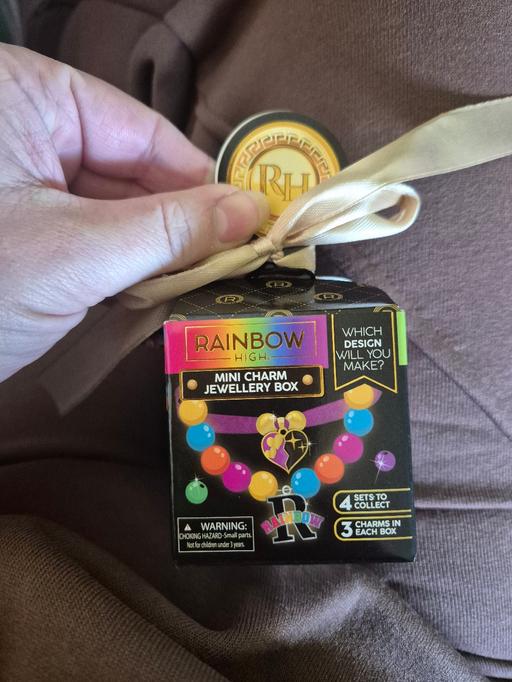 RH
RAINBOW
HIGH
MINI CHARM
JEWELLERY BOX
WHICH
DESIGN
WILL YOU
MAKE?
R
RAINBOW
4 SETS TO
COLLECT
3 CHARMS IN
EACH BOX
WARNING:
CHOKING HAZARD-Small parts.
Not for children under 3 years.